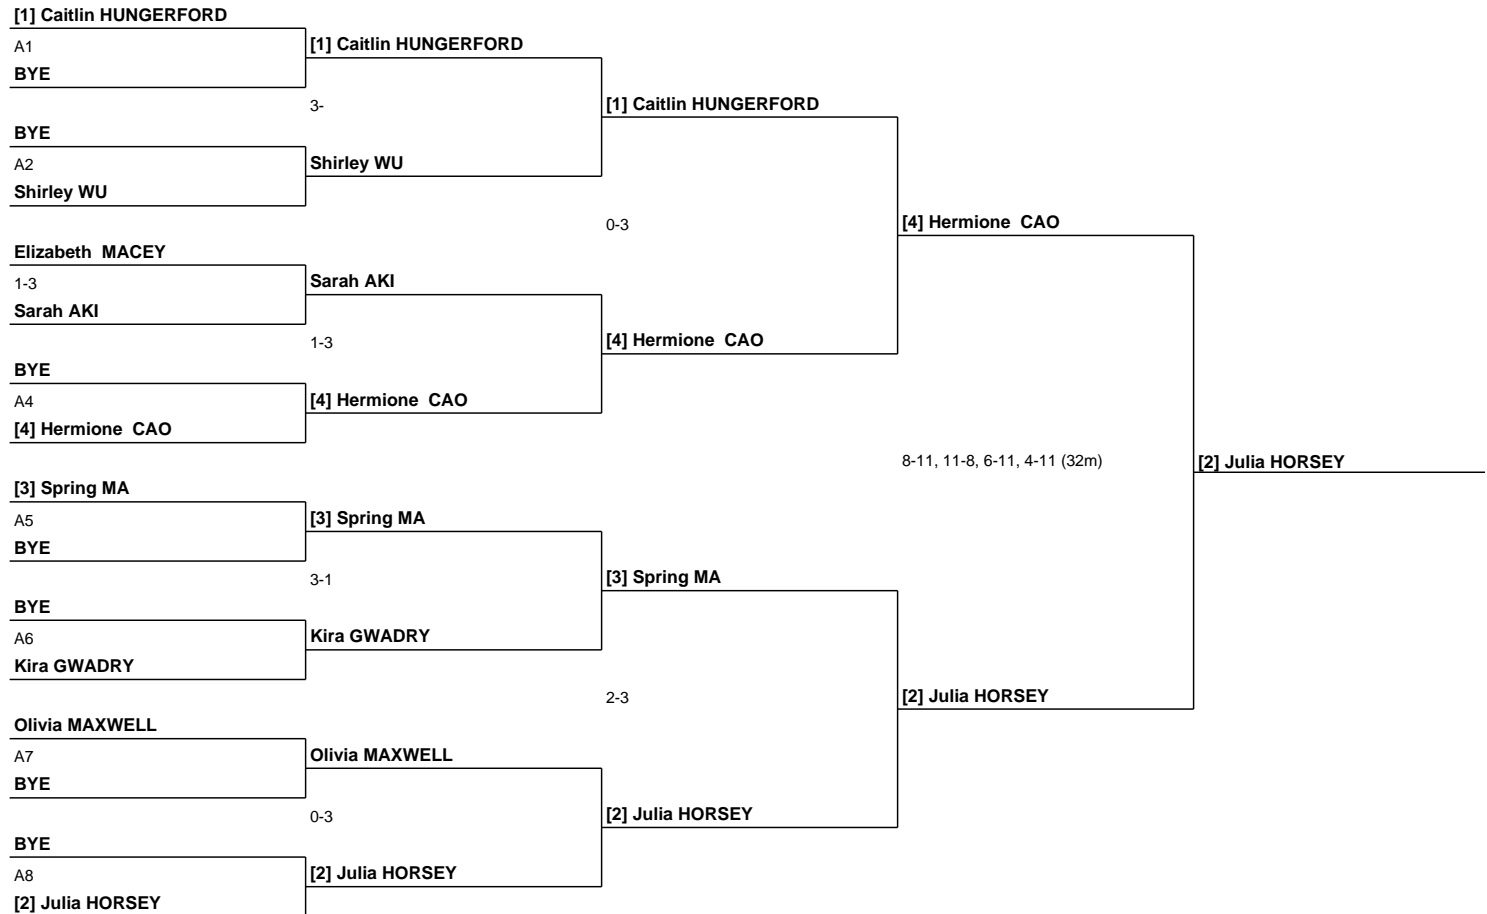 [1] Caitlin HUNGERFORD
A1
BYE
BYE
A2
Shirley WU
Elizabeth MACEY
1-3
Sarah AKI
BYE
A4
[4] Hermione CAO
[3] Spring MA
A5
BYE
BYE
A6
Kira GWADRY
Olivia MAXWELL
A7
BYE
BYE
A8
[2] Julia HORSEY
[1] Caitlin HUNGERFORD
3-
Shirley WU
Sarah AKI
1-3
[4] Hermione CAO
[3] Spring MA
3-1
Kira GWADRY
Olivia MAXWELL
0-3
[2] Julia HORSEY
[1] Caitlin HUNGERFORD
0-3
[4] Hermione CAO
[3] Spring MA
2-3
[2] Julia HORSEY
[4] Hermione CAO
8-11, 11-8, 6-11, 4-11 (32m)
[2] Julia HORSEY
[2] Julia HORSEY